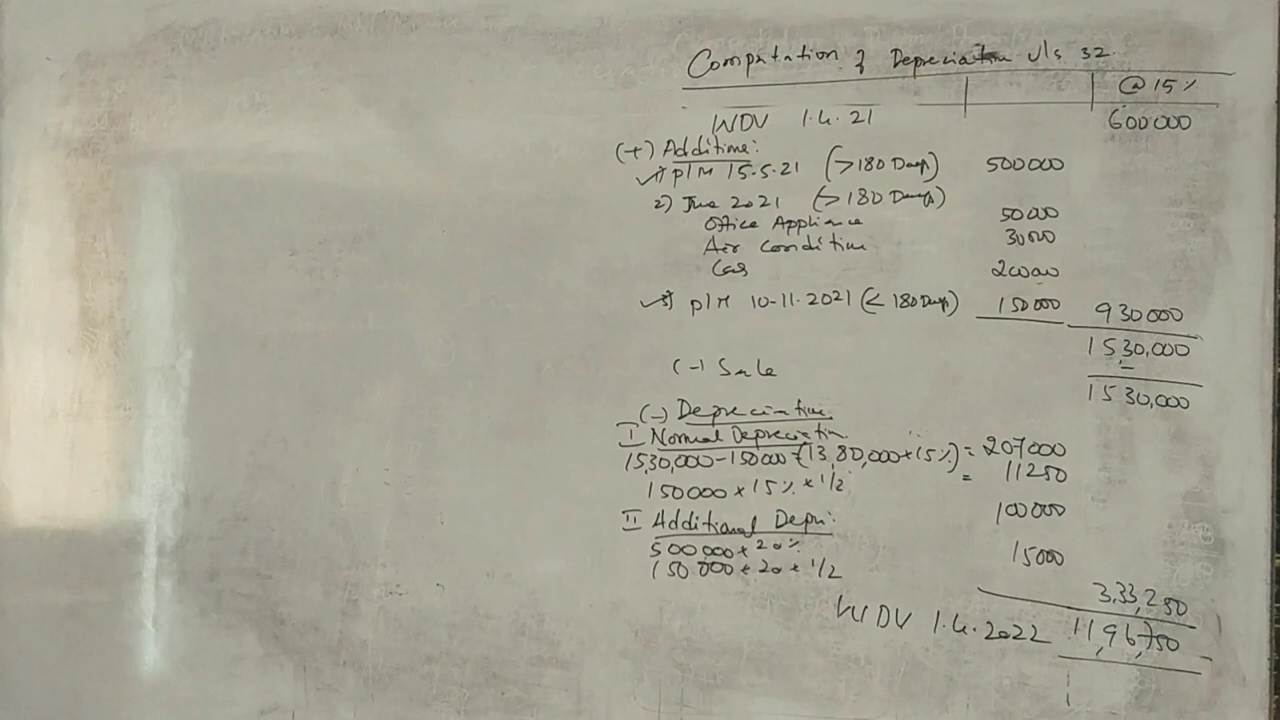 Computation of Depreciation u/s 32.
@ 15%
WDV 1.4.21 600000
(+) Additions:
1) P/M 15.5.21 (>180 Days) 500000
2) June 2021 (>180 Days)
Office Appliance 50000
Air Condition 30000
Car 200000
3) P/M 10-11.2021 (< 180 Days) 150000 930000
1530,000
(-) Sale -
1530,000
(-) Depreciation
I Normal Depreciation
1530,000-150000 = (13,80,000*15%) = 207000
150000 * 15% * 1/2 = 11250
II Additional Depn:
500000 * 20% 100000
150000 * 20 * 1/2 15000
3,33,250
WDV 1.4.2022 11,96,750